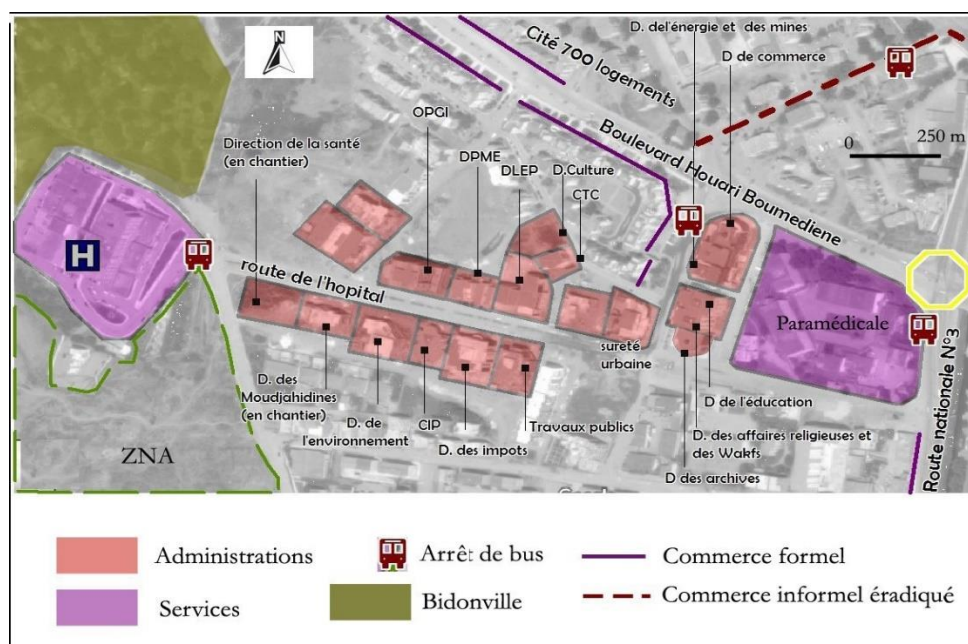 N
Cité 700 logements
D. del'énergie et des mines
D de commerce
0 250 m
Boulevard Houari Boumediene
OPGI
DPME
DLEP
D.Culture
CTC
Direction de la santé
(en chantier)
H
route de l'hopital
Paramédicale
Route nationale N°3
sureté
urbaine
D. des
Moudjahidines
(en chantier)
D. de
l'environnement
CIP
D. des impots
Travaux publics
D de l'éducation
D. des affaires religieuses et
des Wakfs
D des archives
ZNA
Administrations
Services
Arrêt de bus
Bidonville
Commerce formel
Commerce informel éradiqué